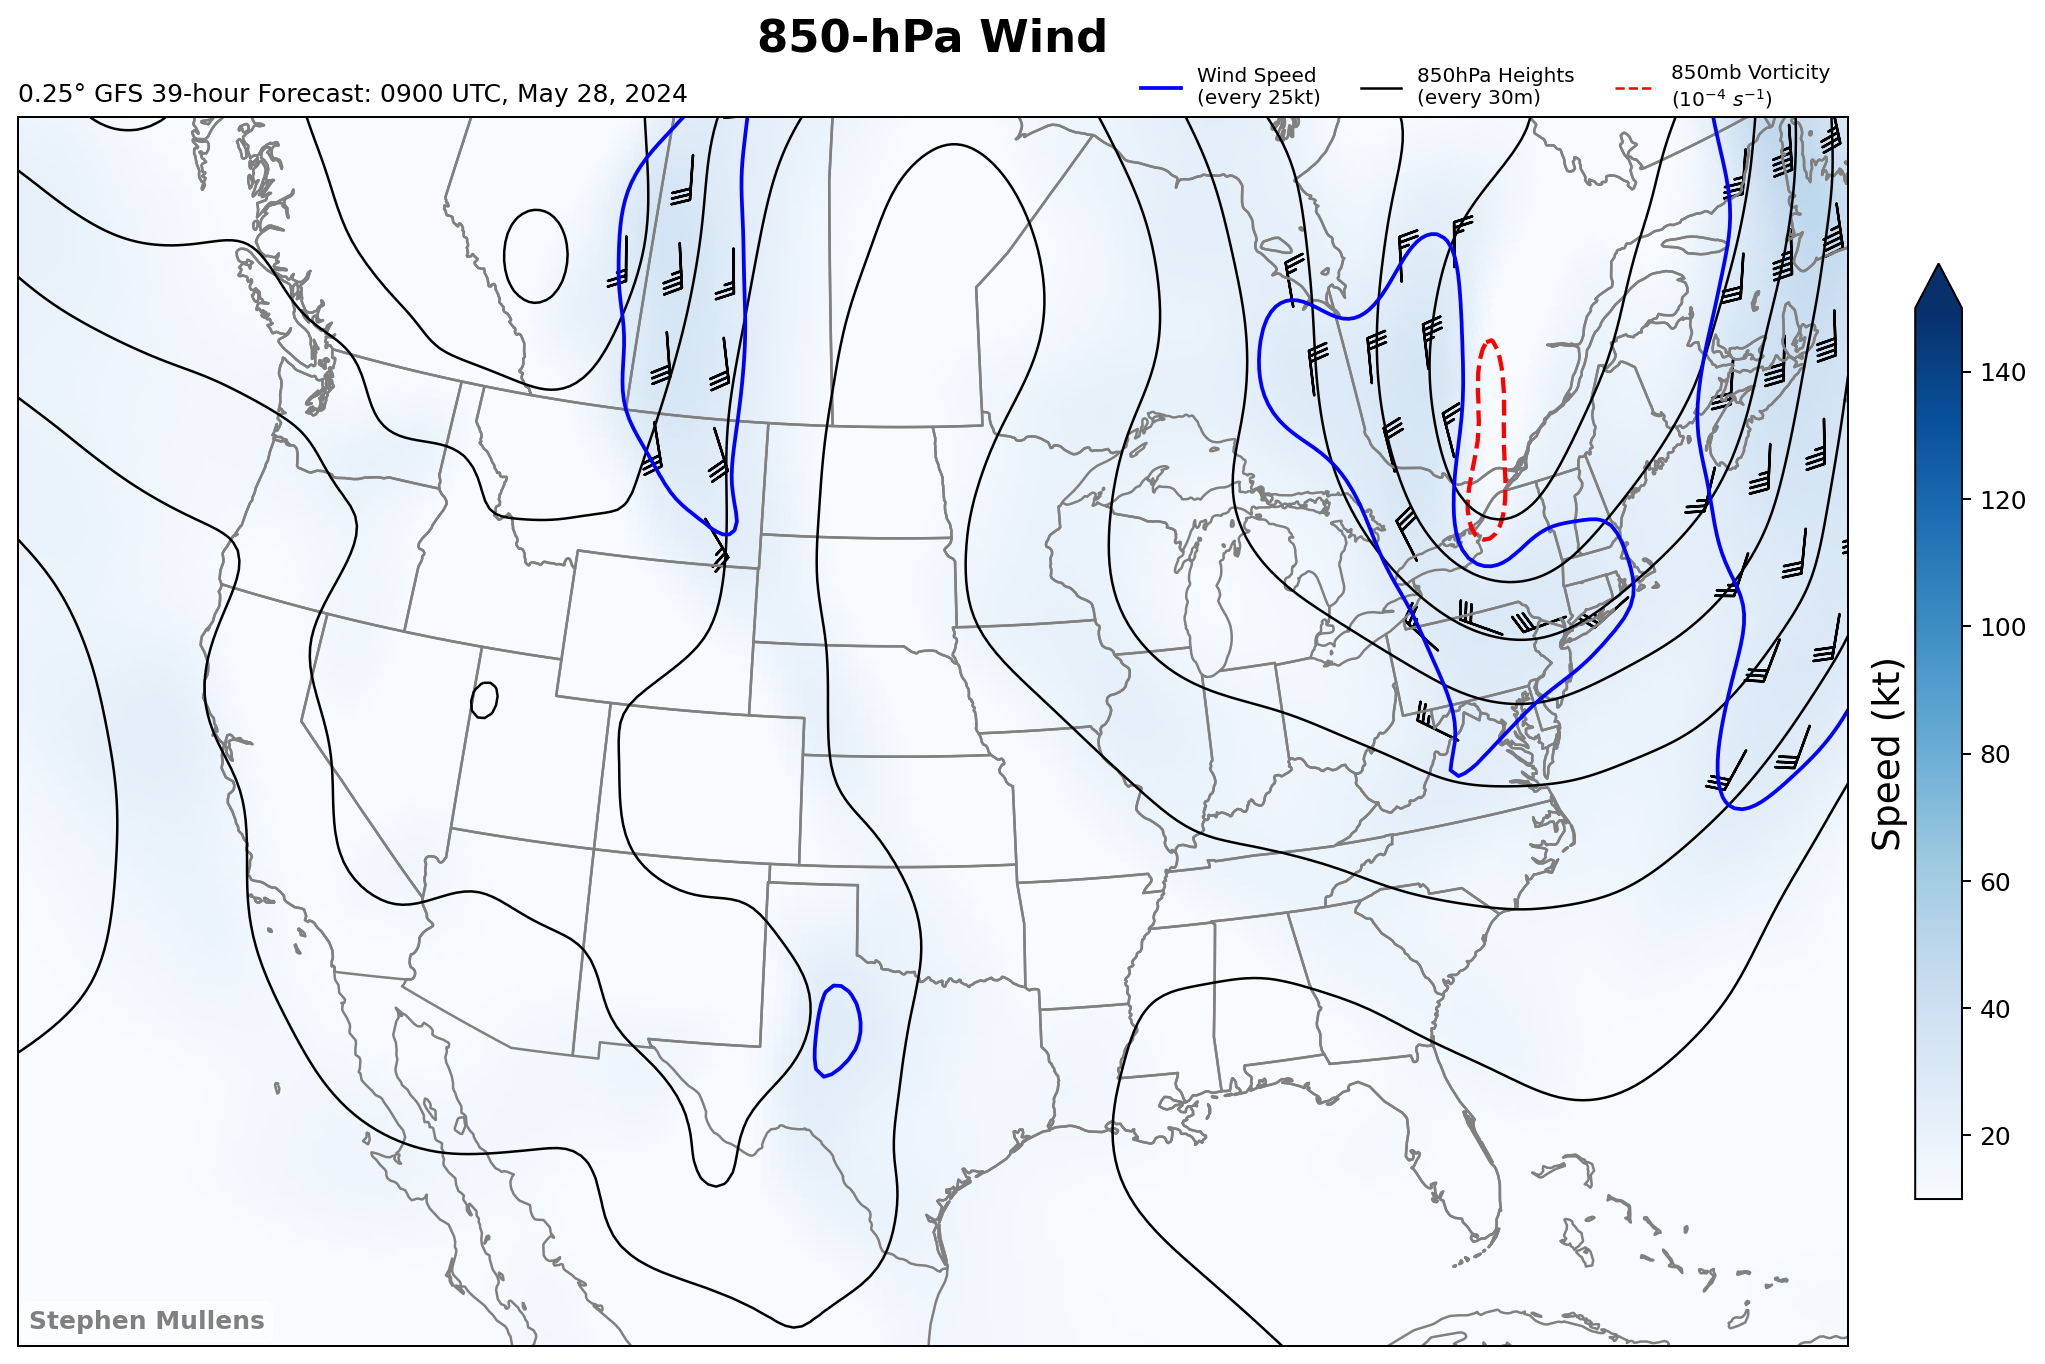 850-hPa Wind
0.25° GFS 39-hour Forecast: 0900 UTC, May 28, 2024
Wind Speed
(every 25kt)
850hPa Heights
(every 30m)
850mb Vorticity
(10⁻⁴ s⁻¹)
140
120
100
80
60
40
20
Speed (kt)
Stephen Mullens